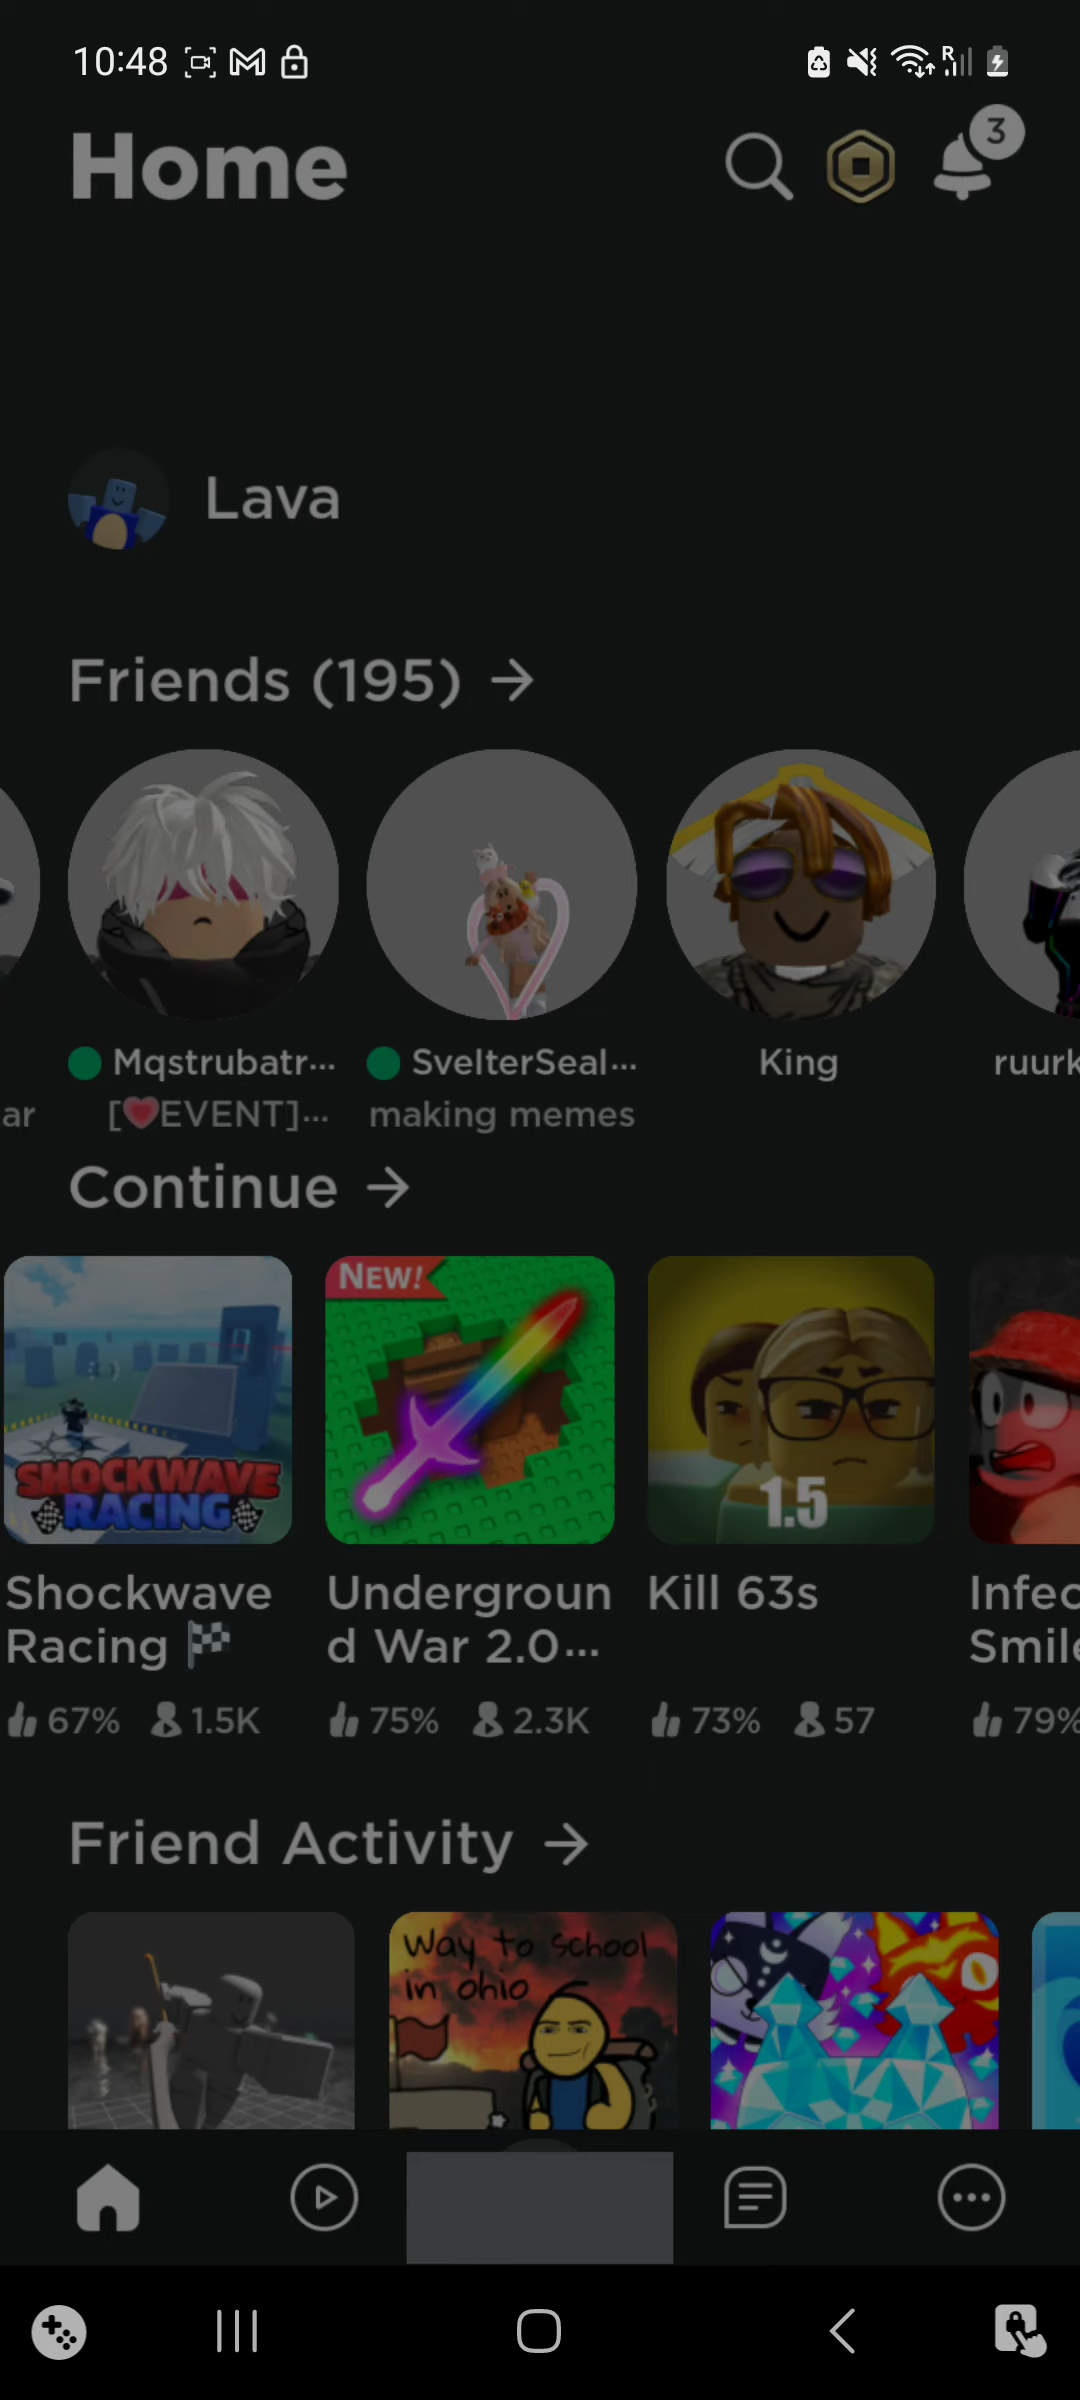 10:48
R
Home
3
Lava
Friends (195)
Mqstrubatr...
SvelterSeal...
King
ruurk
ar
[❤EVENT]...
making memes
Continue
NEW!
SHOCKWAVE
RACING
1.5
Shockwave
Racing 🏁
Undergroun
d War 2.0...
Kill 63s
Infec
Smile
67%
1.5K
75%
2.3K
73%
57
79%
Friend Activity
Way to School
in ohio